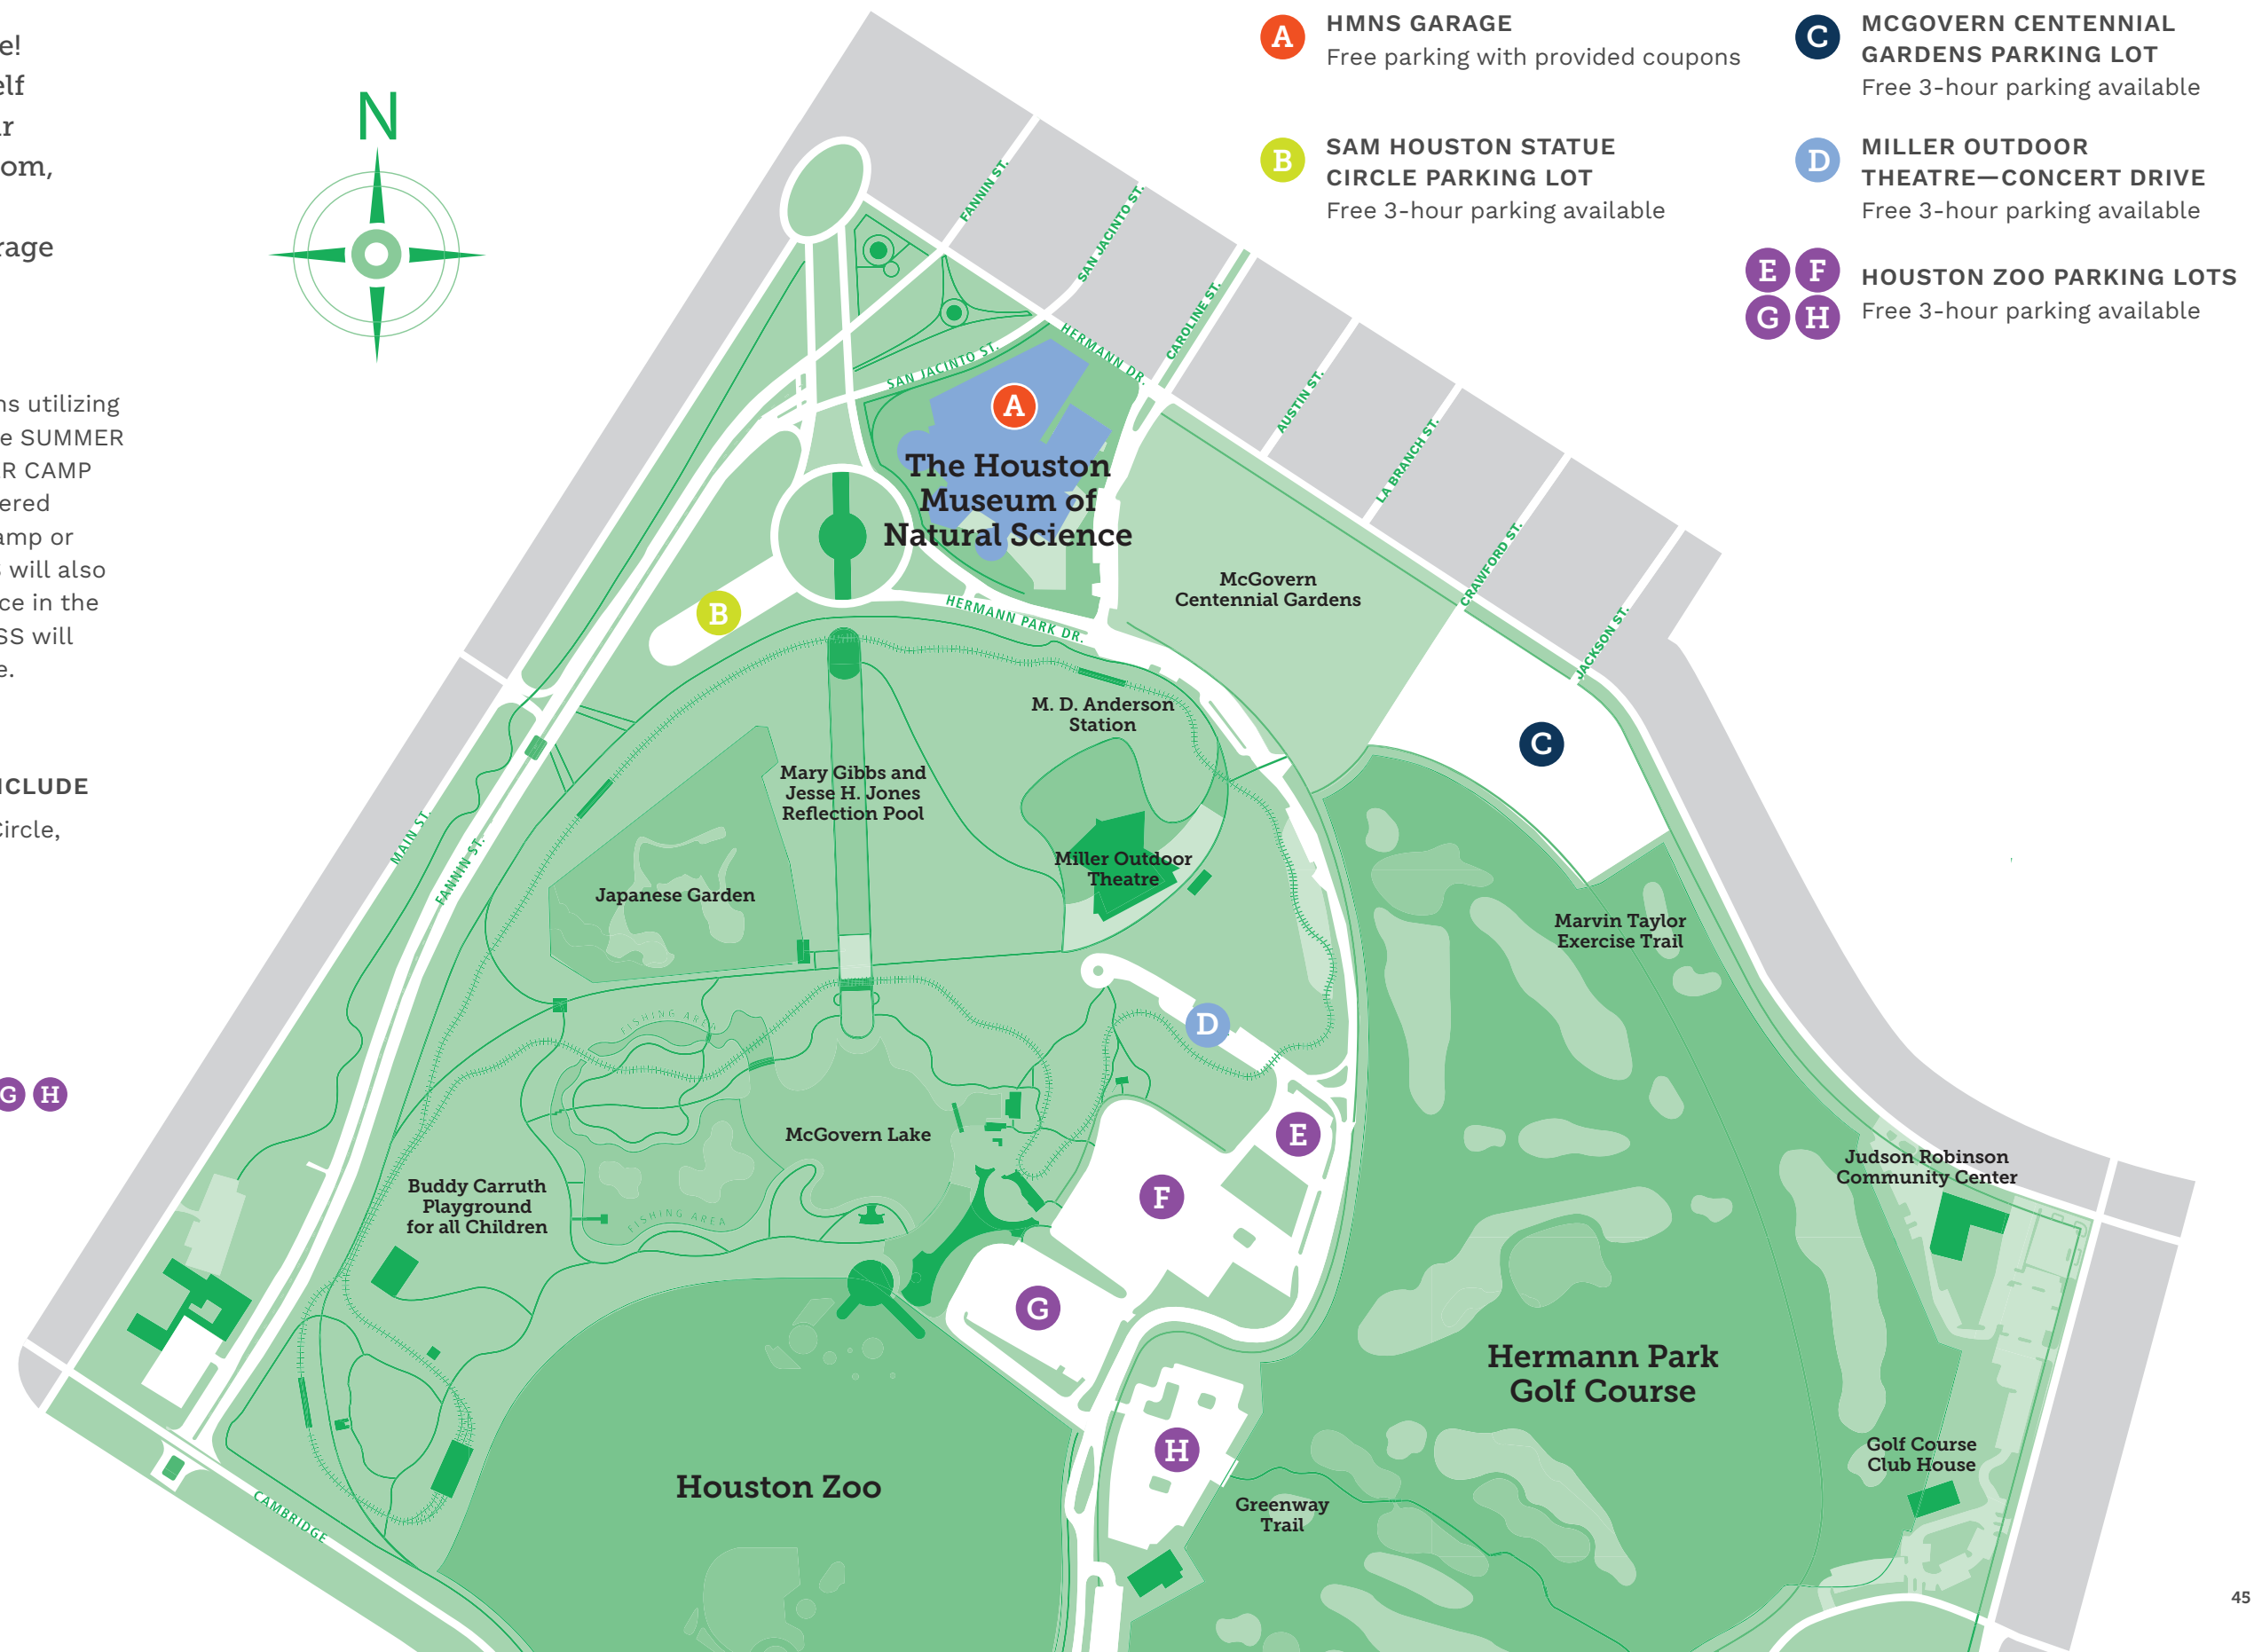 e!
elf
r
om,
rage
ns utilizing
e SUMMER
R CAMP
ered
amp or
S will also
ce in the
SS will
e.
NCLUDE
Circle,
G H
N
A HMNS GARAGE
Free parking with provided coupons
B SAM HOUSTON STATUE
CIRCLE PARKING LOT
Free 3-hour parking available
C MCGOVERN CENTENNIAL
GARDENS PARKING LOT
Free 3-hour parking available
D MILLER OUTDOOR
THEATRE—CONCERT DRIVE
Free 3-hour parking available
E F
G H
HOUSTON ZOO PARKING LOTS
Free 3-hour parking available
FANNIN ST.
SAN JACINTO ST.
CAROLINE ST.
HERMANN DR.
SAN JACINTO ST.
AUSTIN ST.
LA BRANCH ST.
CRAWFORD ST.
JACKSON ST.
A
The Houston
Museum of
Natural Science
McGovern
Centennial Gardens
B
HERMANN PARK DR.
M. D. Anderson
Station
C
Mary Gibbs and
Jesse H. Jones
Reflection Pool
MAIN ST.
FANNIN ST.
Japanese Garden
Miller Outdoor
Theatre
Marvin Taylor
Exercise Trail
FISHING AREA
D
McGovern Lake
E
F
Judson Robinson
Community Center
Buddy Carruth
Playground
for all Children
FISHING AREA
G
Hermann Park
Golf Course
H
Golf Course
Club House
Houston Zoo
Greenway
Trail
CAMBRIDGE
45